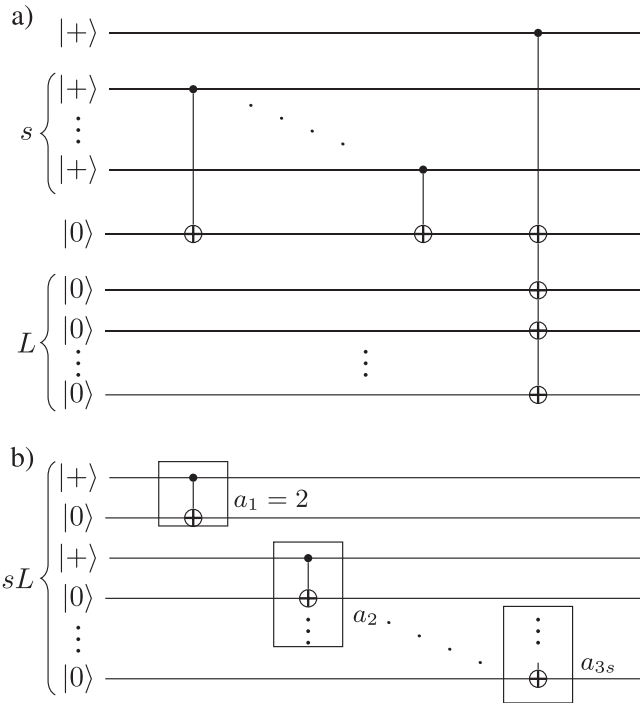 a)
|+⟩
|+⟩
s
⋮
|+⟩
|0⟩
|0⟩
L
|0⟩
⋮
|0⟩
b)
|+⟩
a₁ = 2
|0⟩
|+⟩
sL
|0⟩
a₂
⋮
a₃ₛ
|0⟩